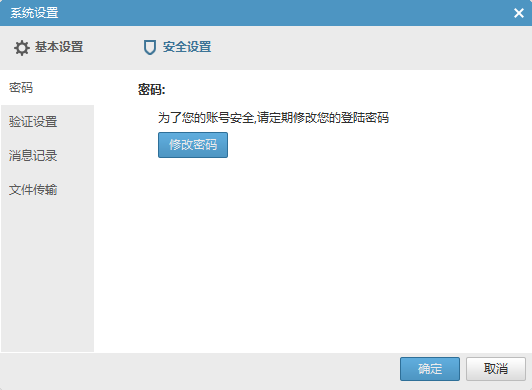 系统设置
基本设置
安全设置
密码
密码:
为了您的账号安全,请定期修改您的登陆密码
修改密码
验证设置
消息记录
文件传输
确定
取消